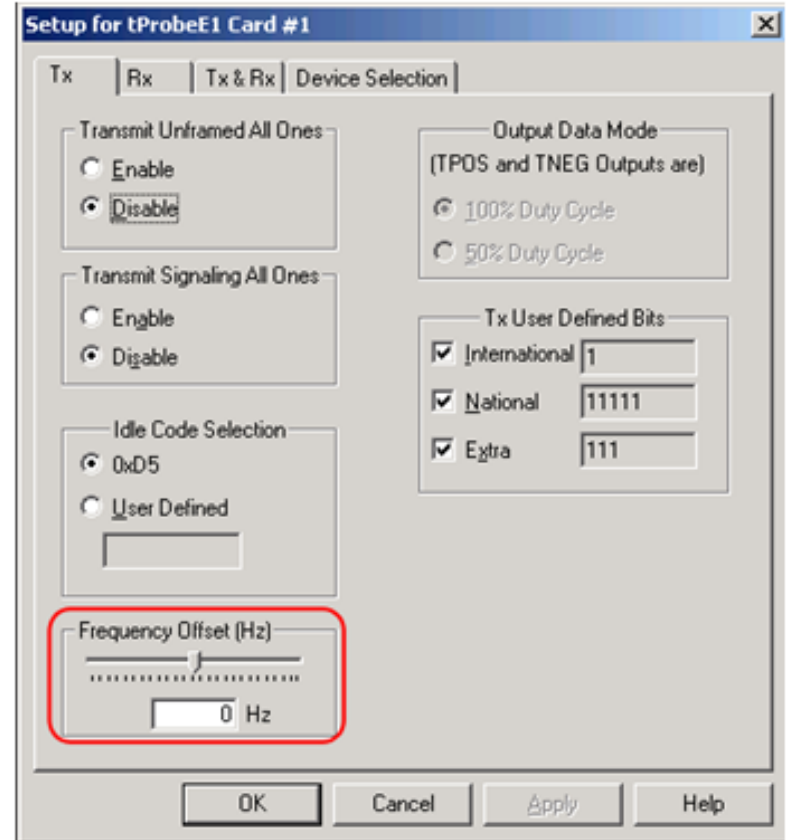 Setup for tProbeE1 Card #1
Tx
Rx
Tx & Rx
Device Selection
Transmit Unframed All Ones
Enable
Disable
Transmit Signaling All Ones
Enable
Disable
Idle Code Selection
0xD5
User Defined
Frequency Offset (Hz)
0 Hz
Output Data Mode
(TPOS and TNEG Outputs are)
100% Duty Cycle
50% Duty Cycle
Tx User Defined Bits
International 1
National 11111
Extra 111
OK
Cancel
Apply
Help